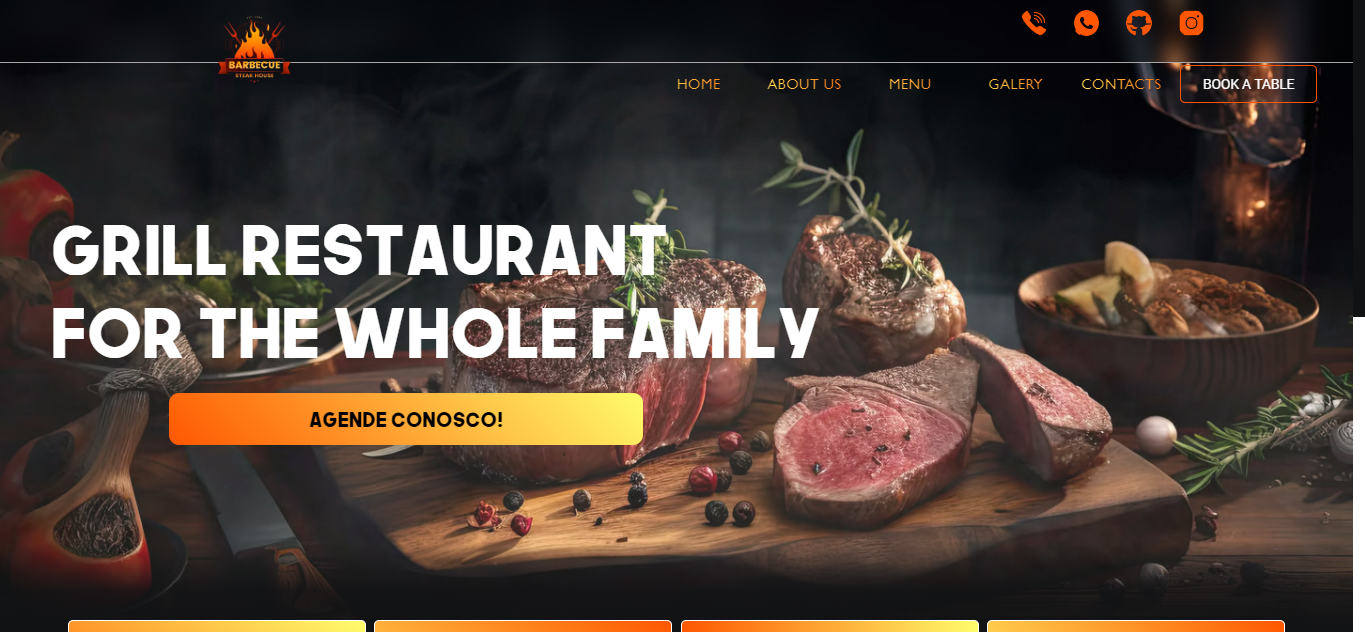 BARBECUE
STEAK HOUSE
HOME
ABOUT US
MENU
GALERY
CONTACTS
BOOK A TABLE
GRILL RESTAURANT
FOR THE WHOLE FAMILY
AGENDE CONOSCO!